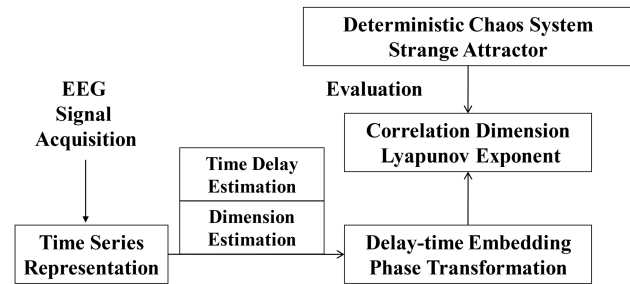 Deterministic Chaos System
Strange Attractor
EEG
Signal
Acquisition
Evaluation
Correlation Dimension
Lyapunov Exponent
Time Delay
Estimation
Dimension
Estimation
Time Series
Representation
Delay-time Embedding
Phase Transformation